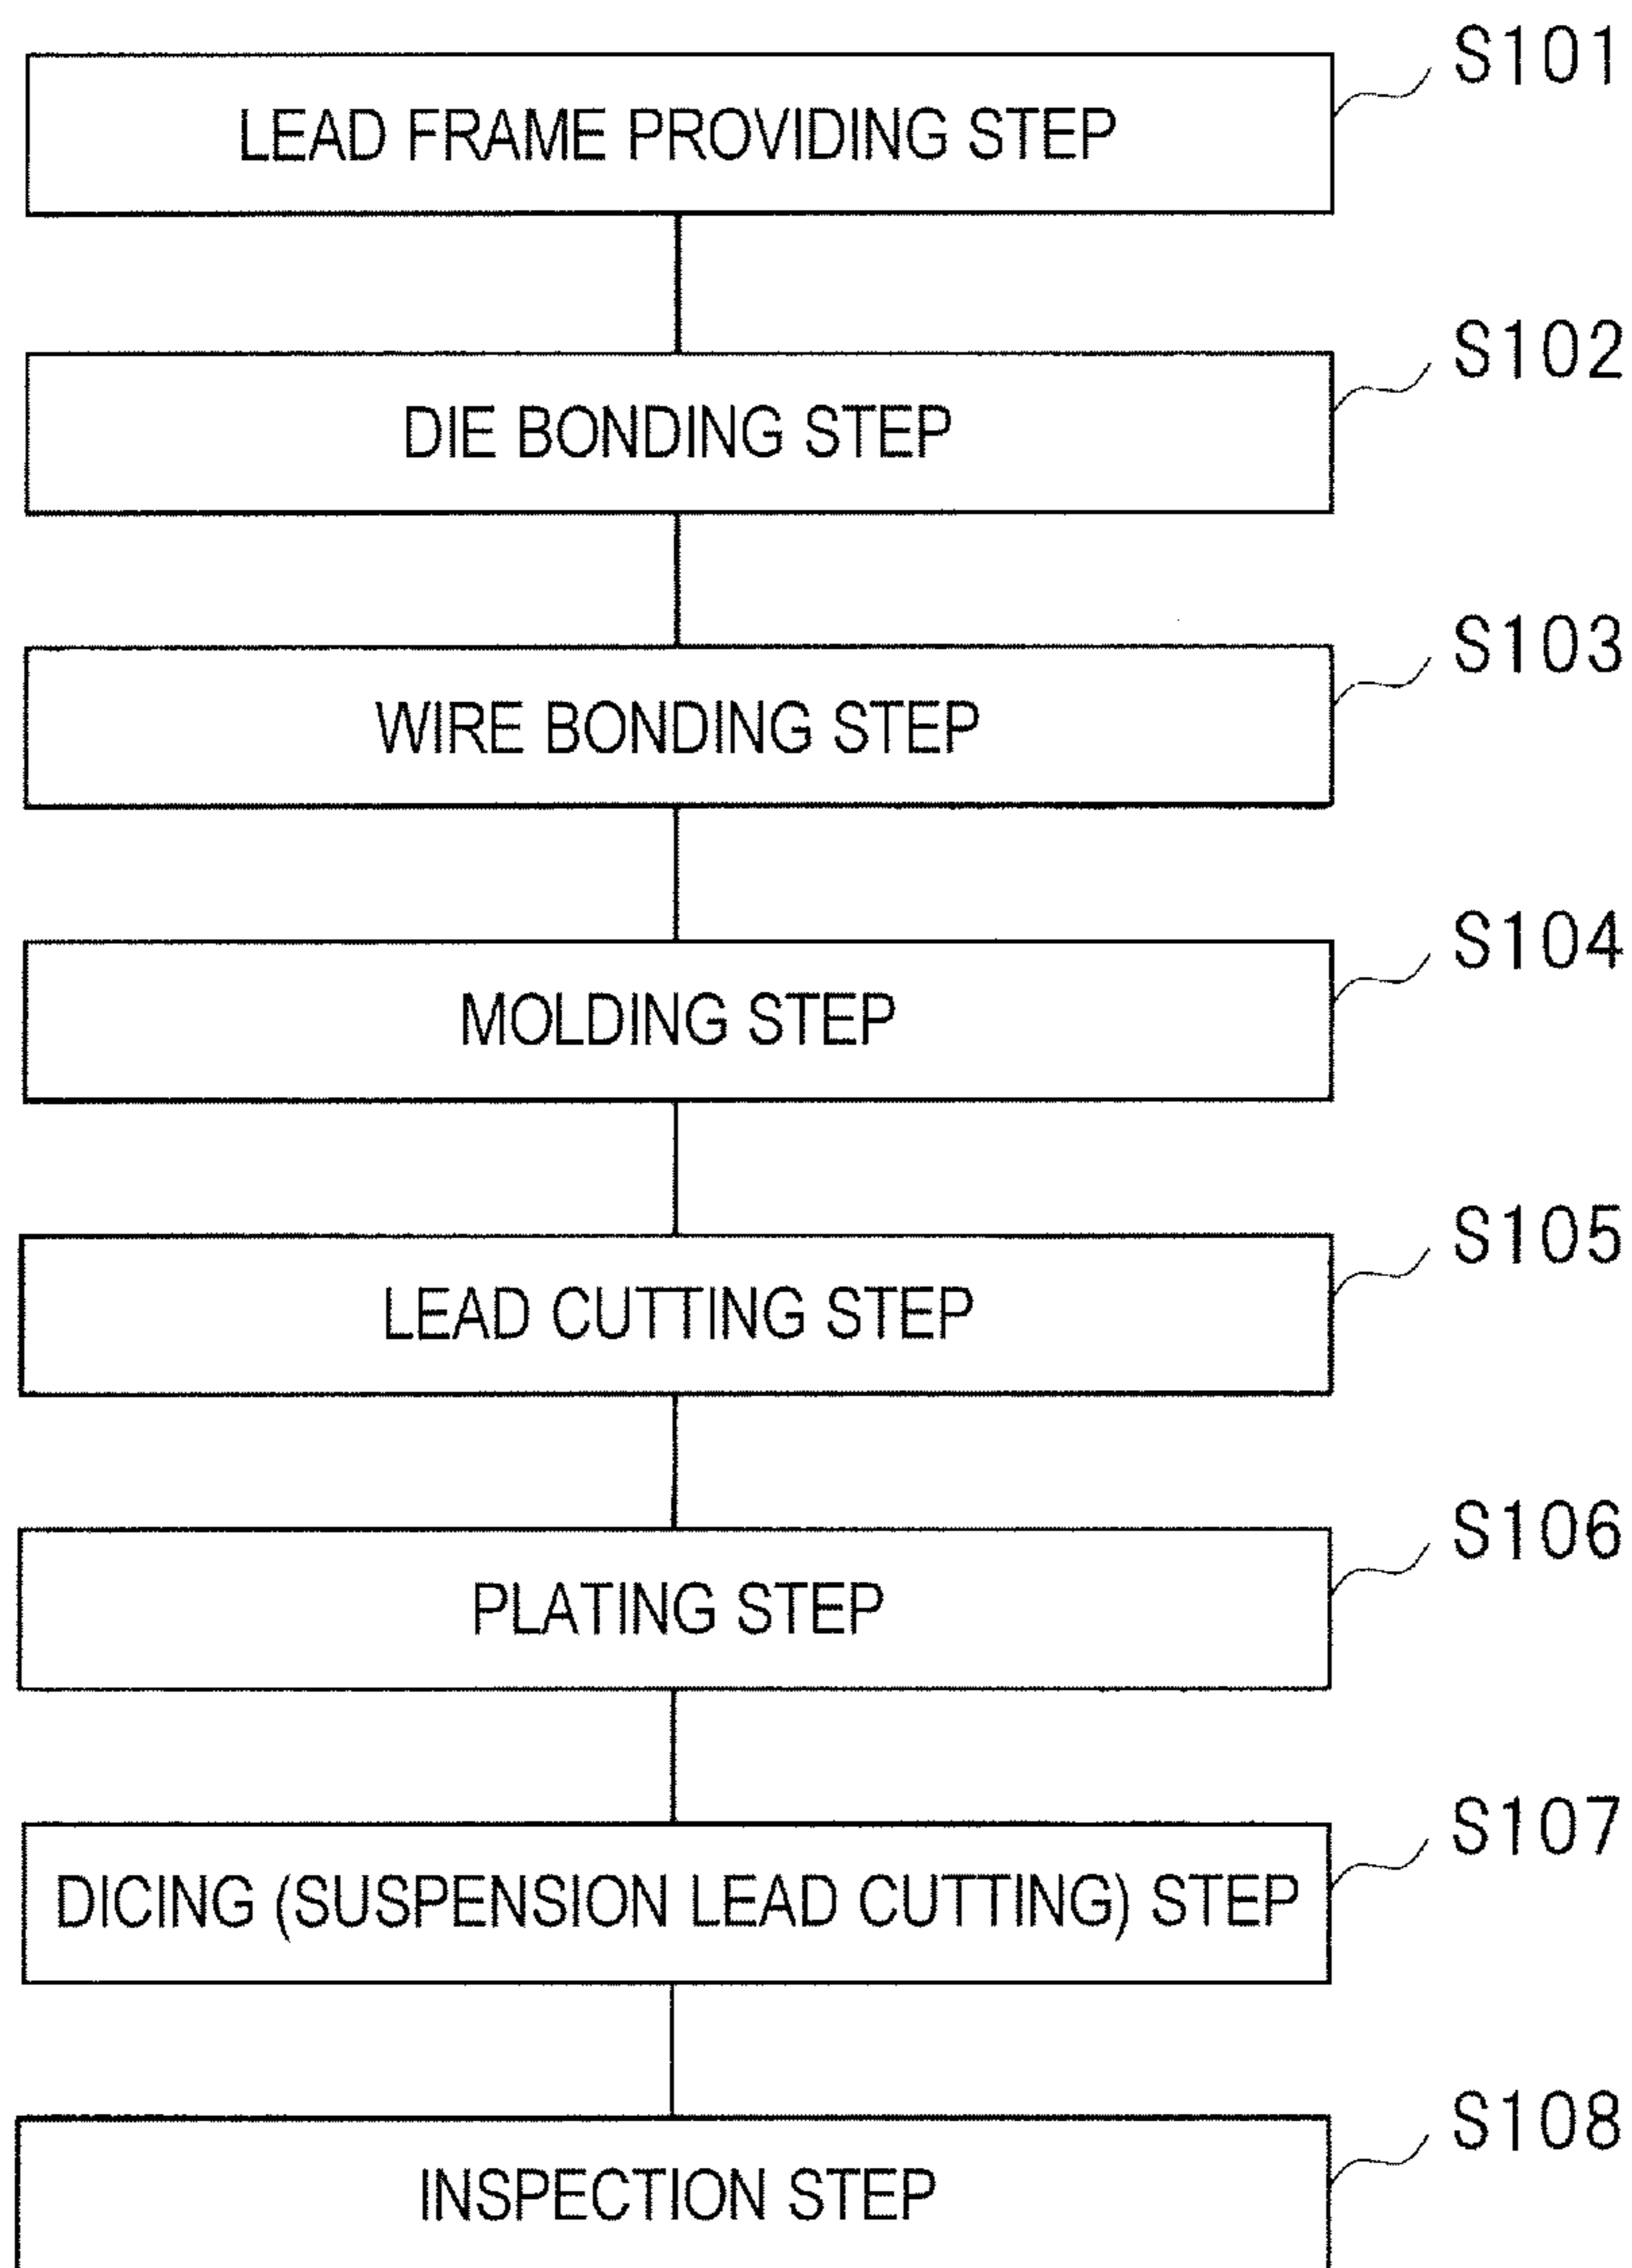 S101
LEAD FRAME PROVIDING STEP
S102
DIE BONDING STEP
S103
WIRE BONDING STEP
S104
MOLDING STEP
S105
LEAD CUTTING STEP
S106
PLATING STEP
S107
DICING (SUSPENSION LEAD CUTTING) STEP
S108
INSPECTION STEP